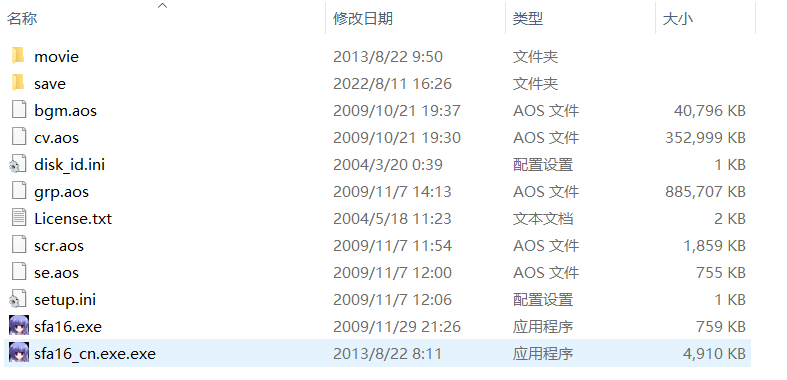 名称 修改日期 类型 大小
movie 2013/8/22 9:50 文件夹
save 2022/8/11 16:26 文件夹
bgm.aos 2009/10/21 19:37 AOS 文件 40,796 KB
cv.aos 2009/10/21 19:30 AOS 文件 352,999 KB
disk_id.ini 2004/3/20 0:39 配置设置 1 KB
grp.aos 2009/11/7 14:13 AOS 文件 885,707 KB
License.txt 2004/5/18 11:23 文本文档 2 KB
scr.aos 2009/11/7 11:54 AOS 文件 1,859 KB
se.aos 2009/11/7 12:00 AOS 文件 755 KB
setup.ini 2009/11/7 12:06 配置设置 1 KB
sfa16.exe 2009/11/29 21:26 应用程序 759 KB
sfa16_cn.exe.exe 2013/8/22 8:11 应用程序 4,910 KB